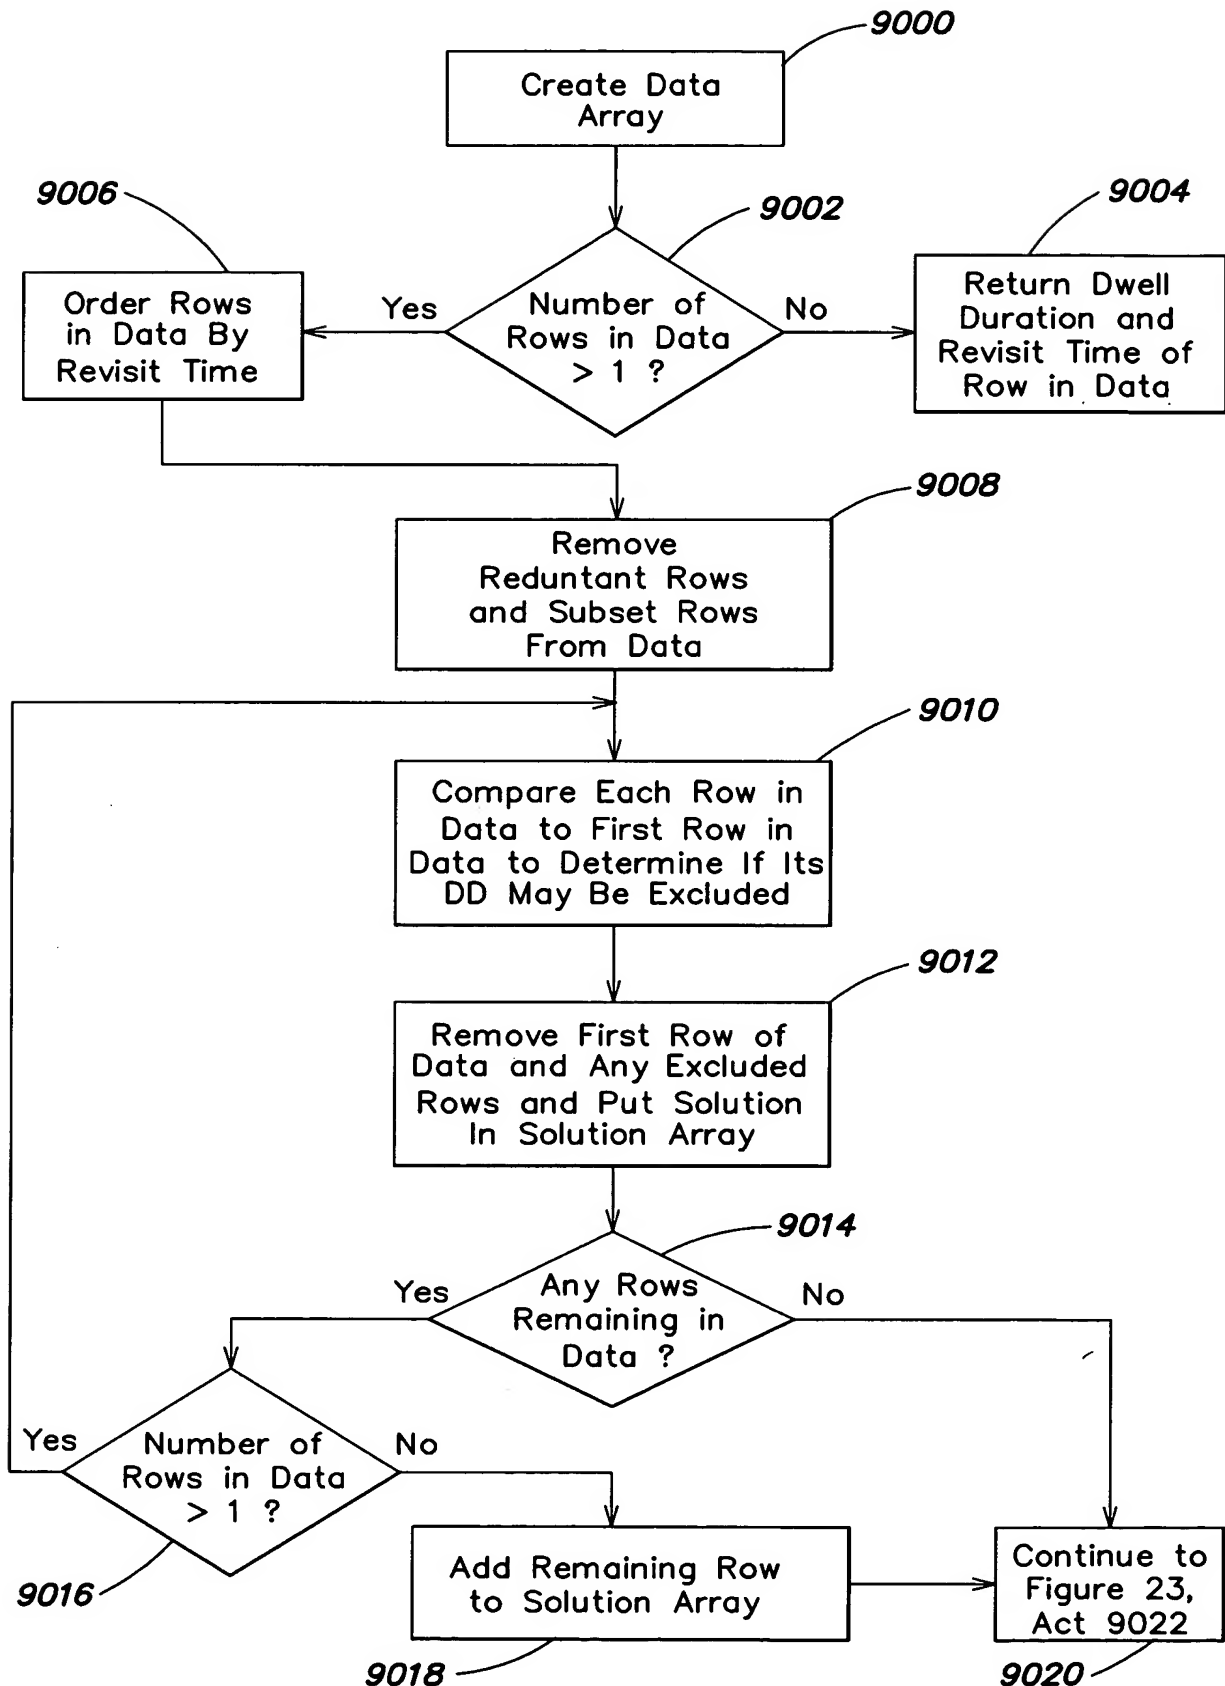 9000
Create Data
Array
9006
9002
9004
Order Rows
in Data By
Revisit Time
Yes
Number of
Rows in Data
> 1 ?
No
Return Dwell
Duration and
Revisit Time of
Row in Data
9008
Remove
Reduntant Rows
and Subset Rows
From Data
9010
Compare Each Row in
Data to First Row in
Data to Determine If Its
DD May Be Excluded
9012
Remove First Row of
Data and Any Excluded
Rows and Put Solution
In Solution Array
9014
Yes
Any Rows
Remaining in
Data ?
No
Yes
Number of
Rows in Data
> 1 ?
No
9016
Add Remaining Row
to Solution Array
9018
Continue to
Figure 23,
Act 9022
9020